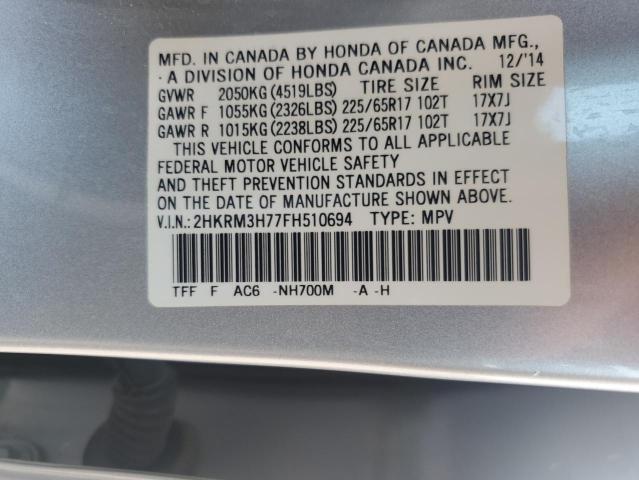 MFD. IN CANADA BY HONDA OF CANADA MFG.,
A DIVISION OF HONDA CANADA INC. 12/'14
GVWR 2050KG (4519LBS) TIRE SIZE RIM SIZE
GAWR F 1055KG (2326LBS) 225/65R17 102T 17X7J
GAWR R 1015KG (2238LBS) 225/65R17 102T 17X7J
THIS VEHICLE CONFORMS TO ALL APPLICABLE
FEDERAL MOTOR VEHICLE SAFETY
AND THEFT PREVENTION STANDARDS IN EFFECT
ON THE DATE OF MANUFACTURE SHOWN ABOVE.
V.I.N.: 2HKRM3H77FH510694 TYPE: MPV
TFF F AC6 -NH700M -A -H